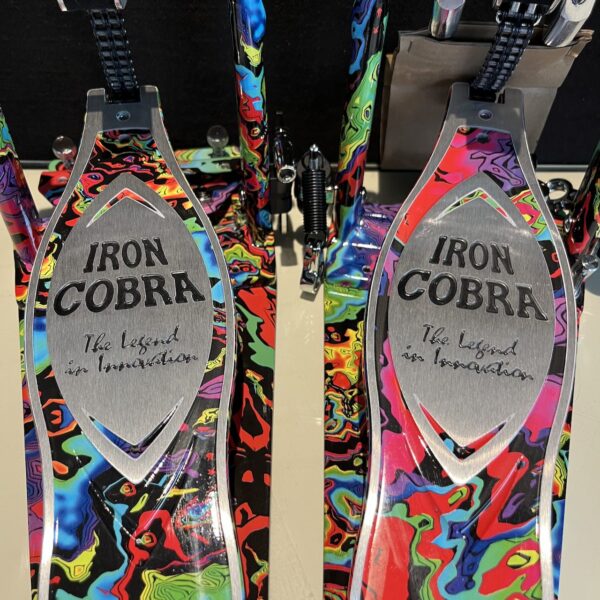 IRON
COBRA
The Legend
in Innovation
IRON
COBRA
The Legend
in Innovation